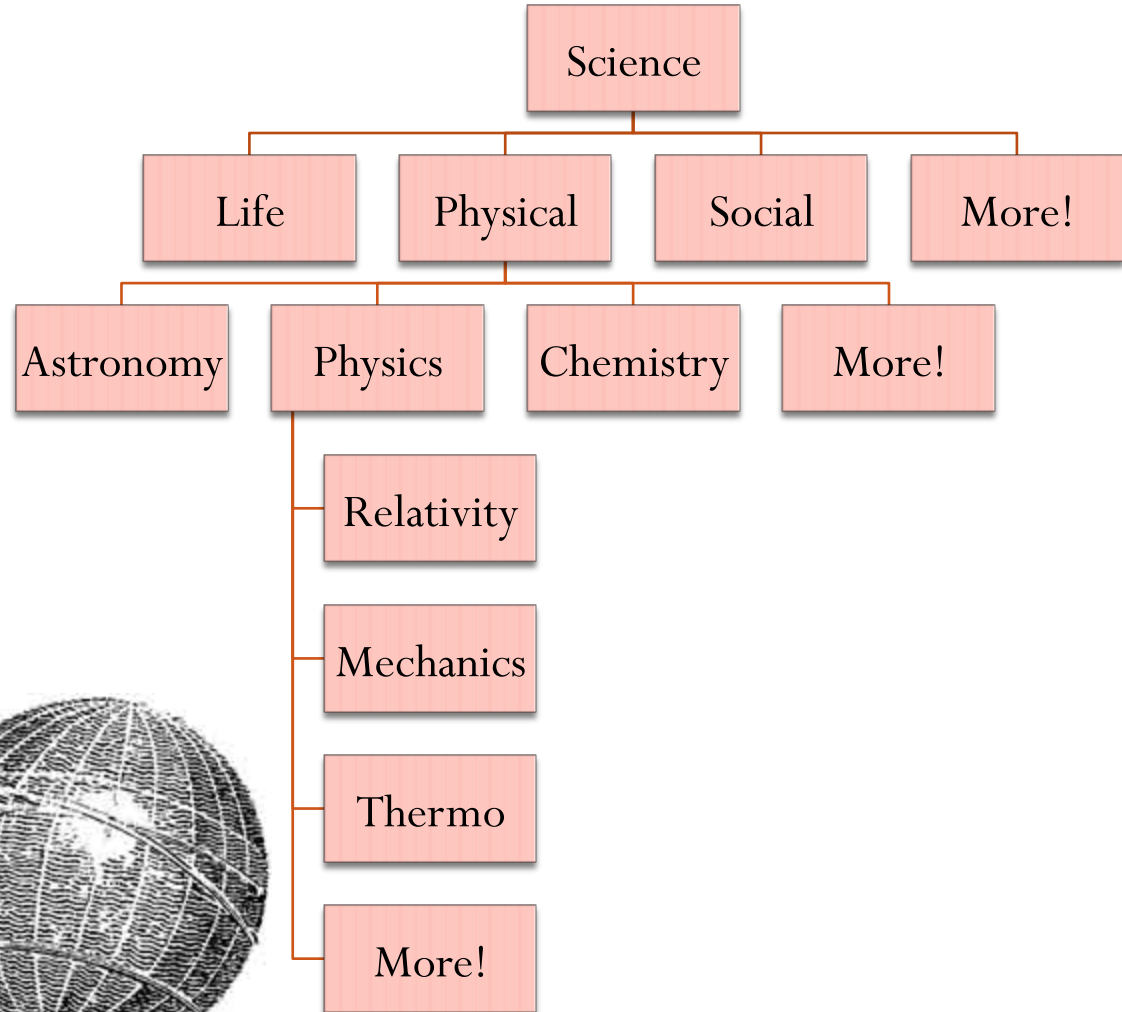 Science
Life
Physical
Social
More!
Astronomy
Physics
Chemistry
More!
Relativity
Mechanics
Thermo
More!